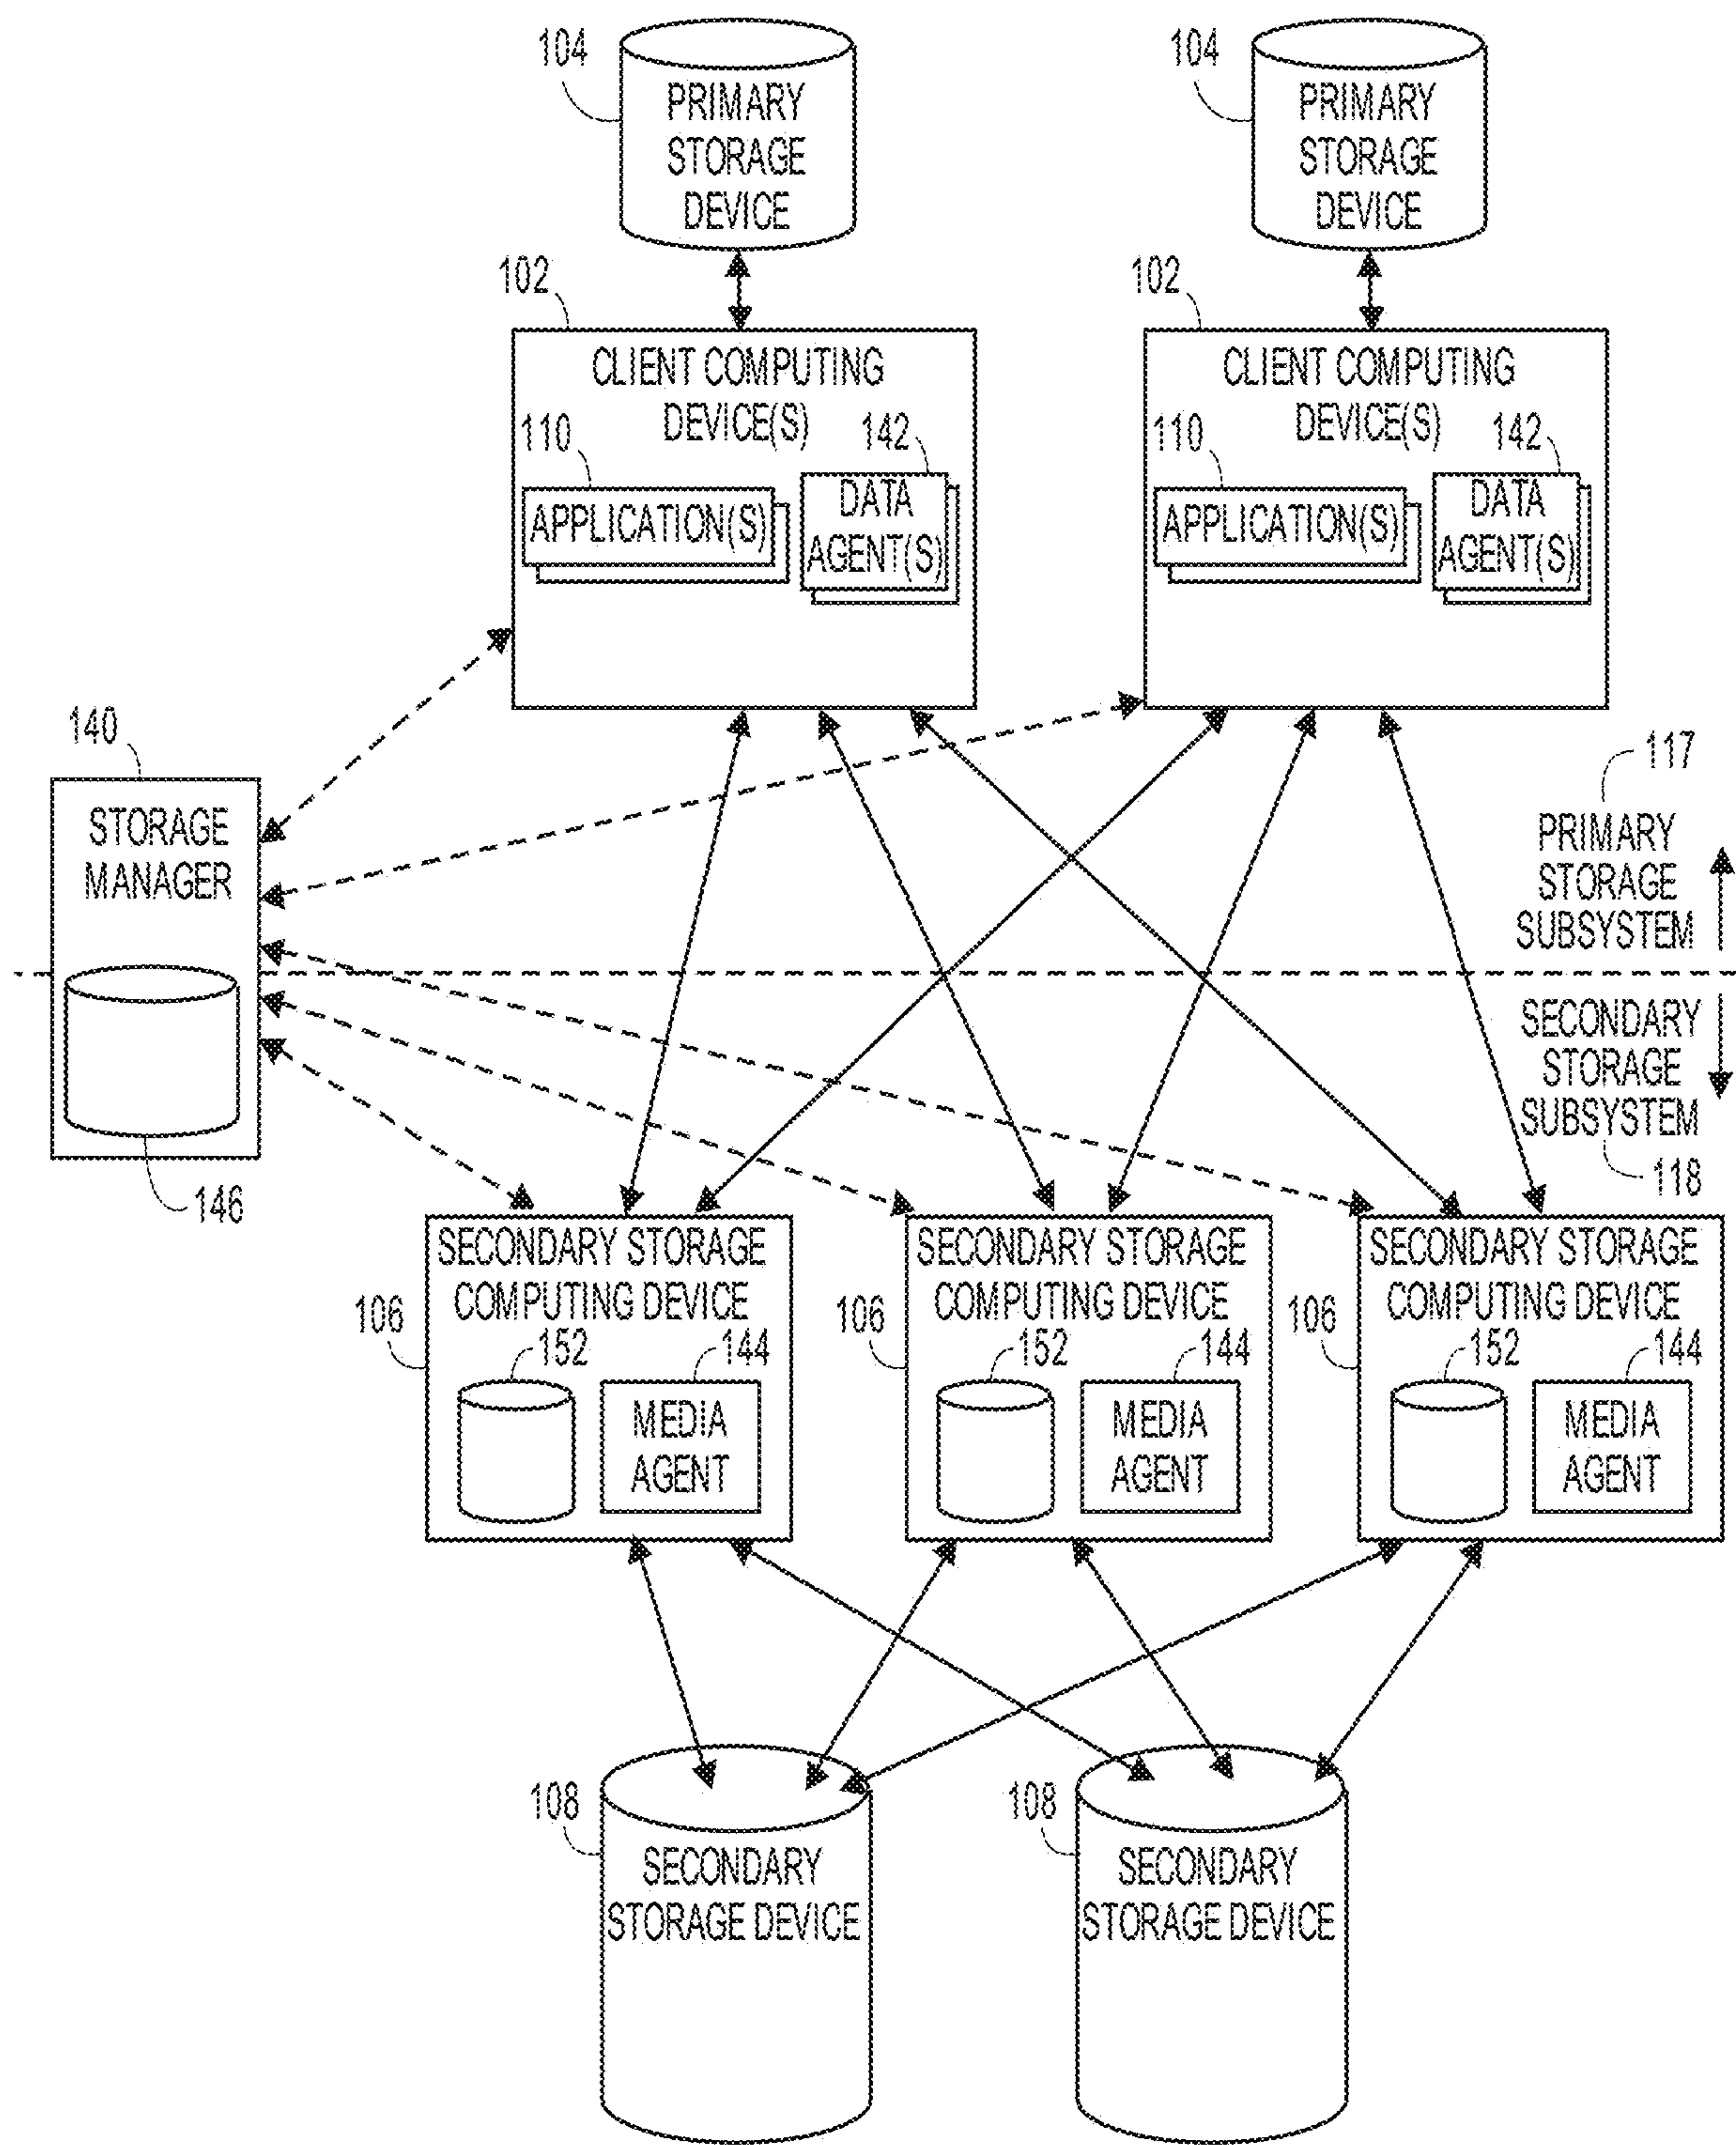 104
PRIMARY
STORAGE
DEVICE
104
PRIMARY
STORAGE
DEVICE
102
CLIENT COMPUTING
DEVICE(S)
110
APPLICATION(S)
142
DATA
AGENT(S)
102
CLIENT COMPUTING
DEVICE(S)
110
APPLICATION(S)
142
DATA
AGENT(S)
140
STORAGE
MANAGER
146
117
PRIMARY
STORAGE
SUBSYSTEM
SECONDARY
STORAGE
SUBSYSTEM
118
106
SECONDARY STORAGE
COMPUTING DEVICE
152
144
MEDIA
AGENT
106
SECONDARY STORAGE
COMPUTING DEVICE
152
144
MEDIA
AGENT
106
SECONDARY STORAGE
COMPUTING DEVICE
152
144
MEDIA
AGENT
108
SECONDARY
STORAGE DEVICE
108
SECONDARY
STORAGE DEVICE